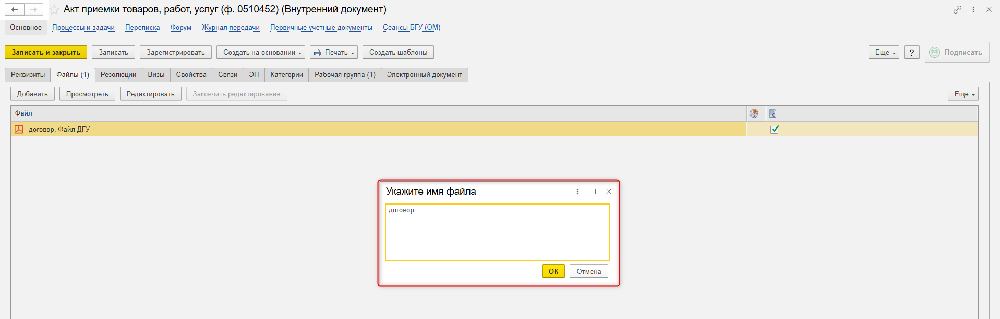 Акт приемки товаров, работ, услуг (ф. 0510452) (Внутренний документ)
Основное Процессы и задачи Переписка Форум Журнал передачи Первичные учетные документы Сеансы БГУ (ОМ)
Записать и закрыть Записать Зарегистрировать Создать на основании Печать Создать шаблоны Еще ? Подписать
Реквизиты Файлы (1) Резолюции Визы Свойства Связи ЭП Категории Рабочая группа (1) Электронный документ
Добавить Просмотреть Редактировать Закончить редактирование Еще
Файл
договор, Файл ДГУ
Укажите имя файла
договор
ОК Отмена